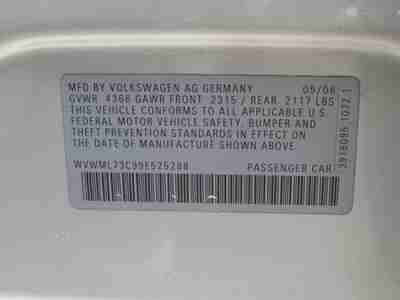 MFD. BY VOLKSWAGEN AG GERMANY 05/08
GVWR 4366 GAWR FRONT 2315 / REAR 2117 LBS
THIS VEHICLE CONFORMS TO ALL APPLICABLE U.S.
FEDERAL MOTOR VEHICLE SAFETY, BUMPER AND
THEFT PREVENTION STANDARDS IN EFFECT ON THE
DATE OF MANUFACTURE SHOWN ABOVE
WVWML73C99E525288 PASSENGER CAR